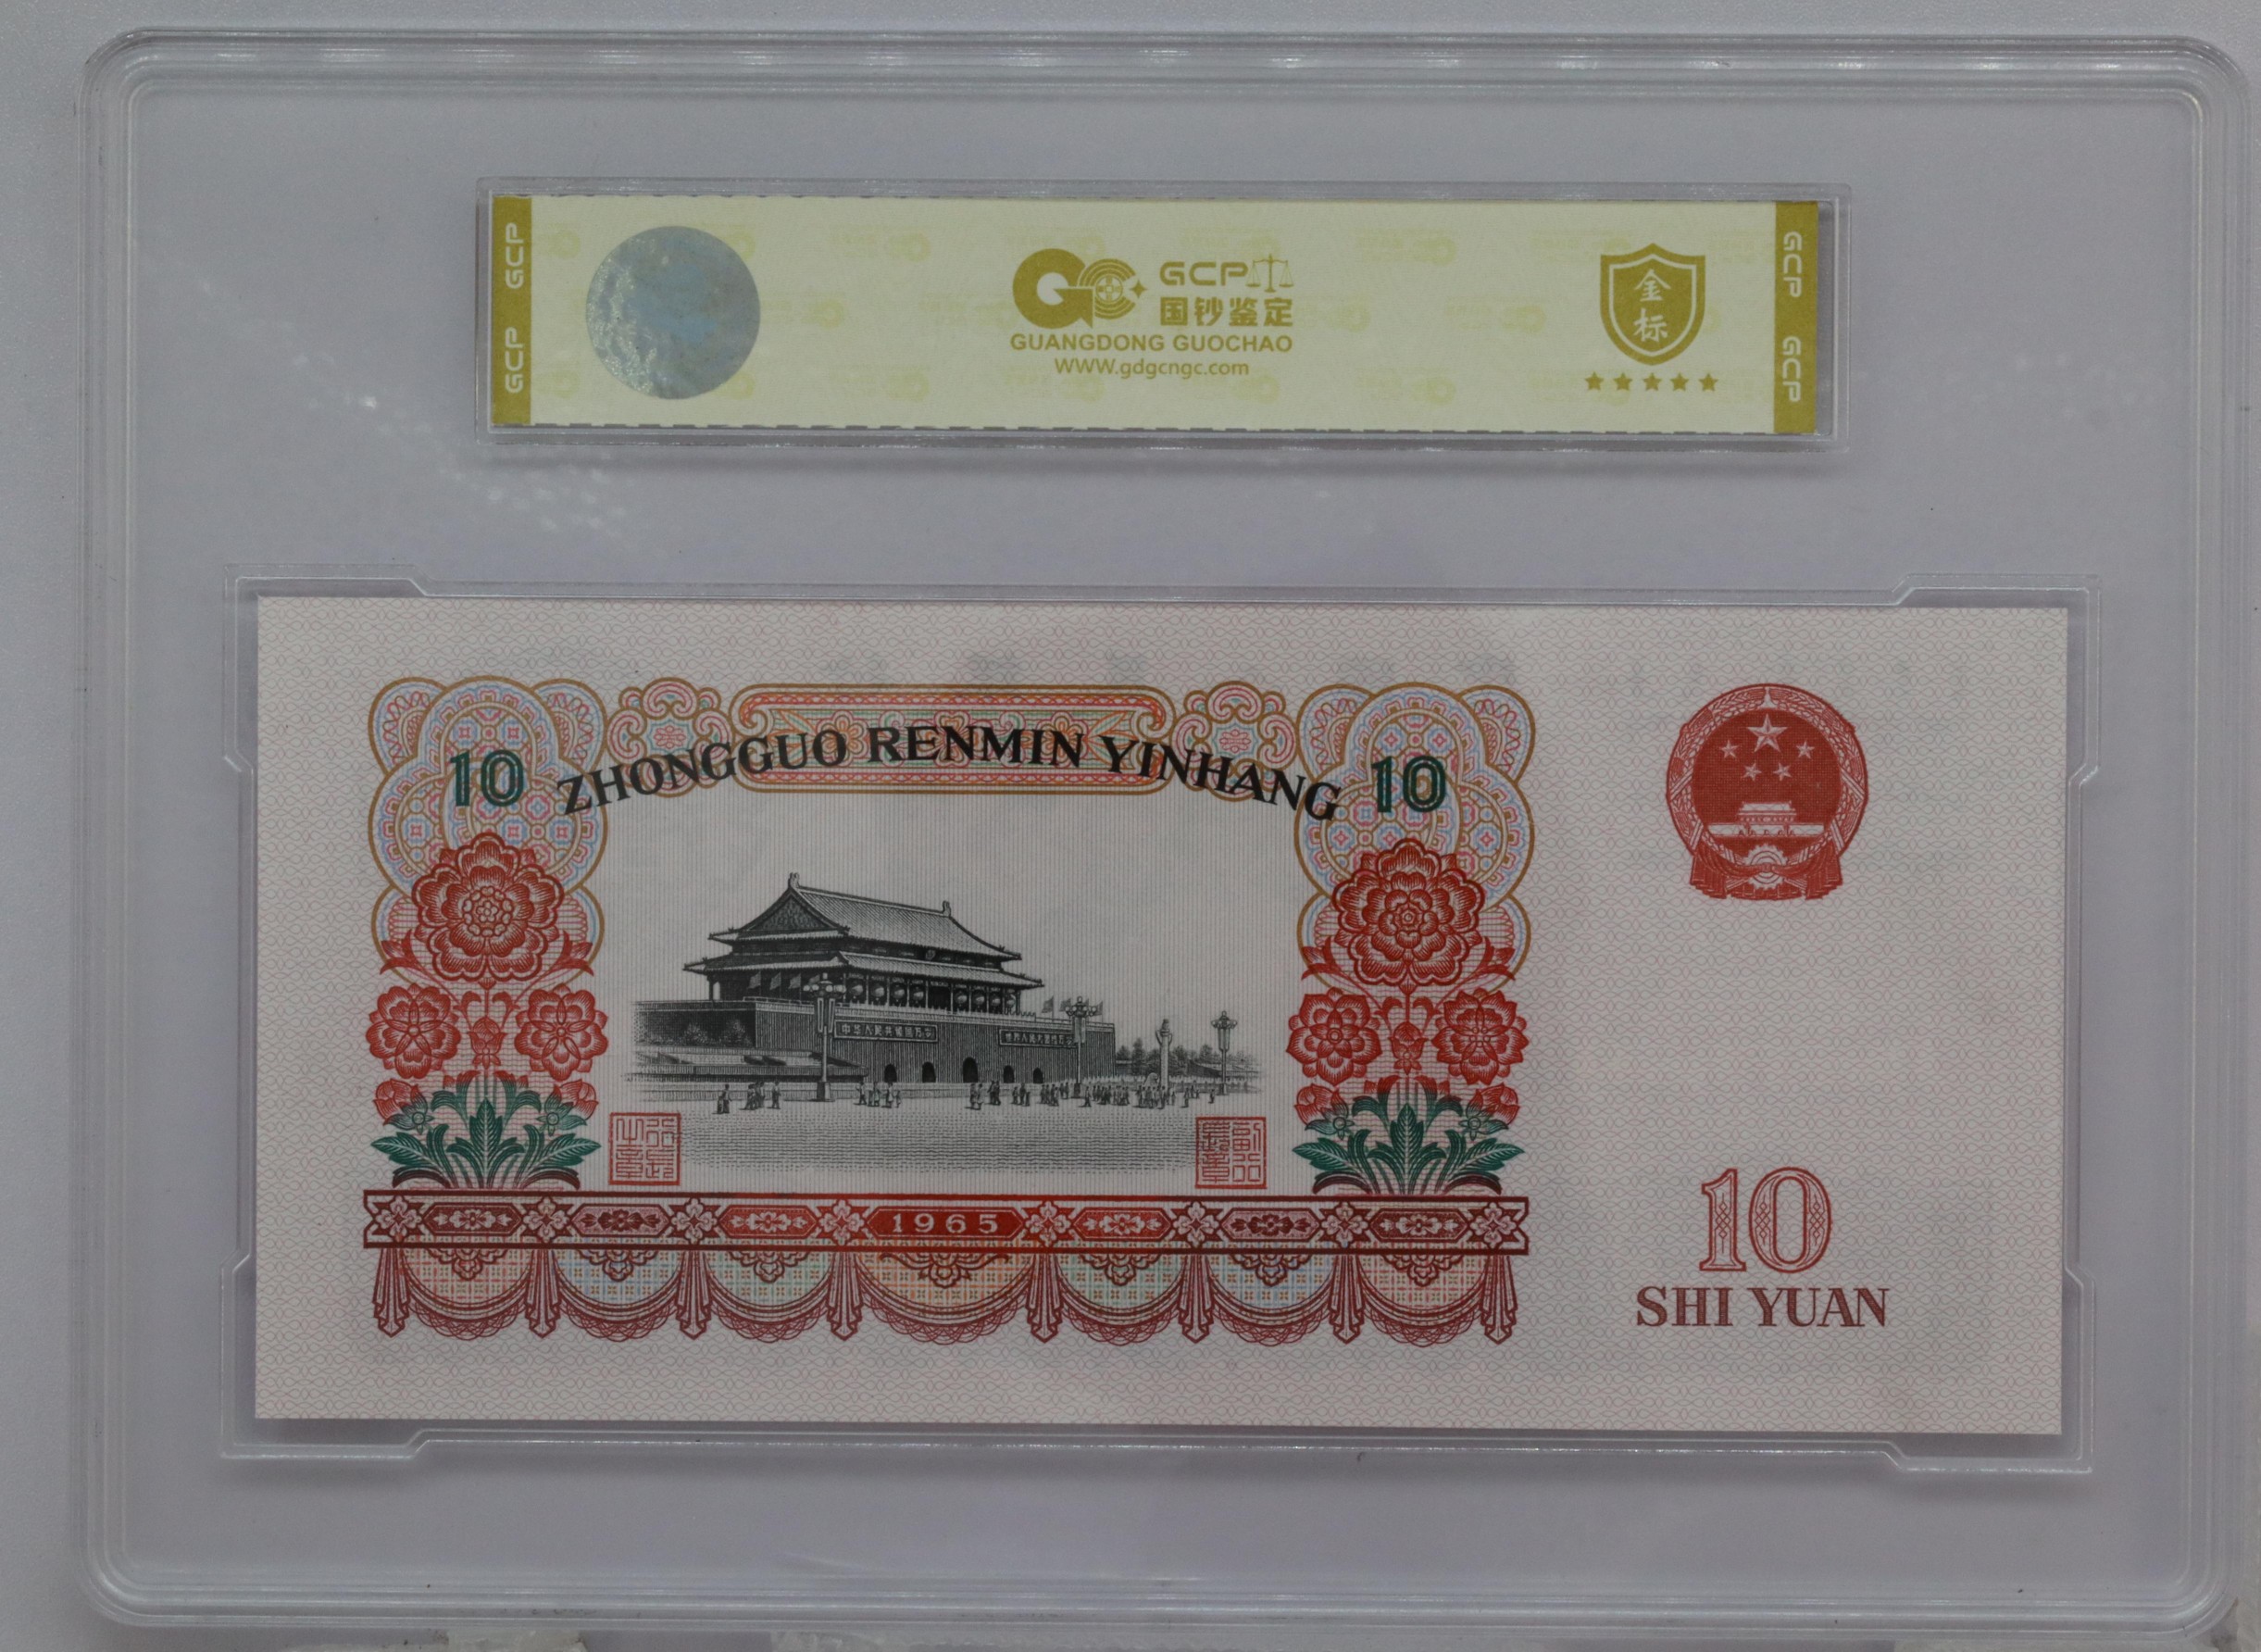 GCP GCP
GCP
国钞鉴定
GUANGDONG GUOCHAO
WWW.gdgcngc.com
金
标
GCP GCP
10 ZHONGGUO RENMIN YINHANG 10
1965
10
SHI YUAN